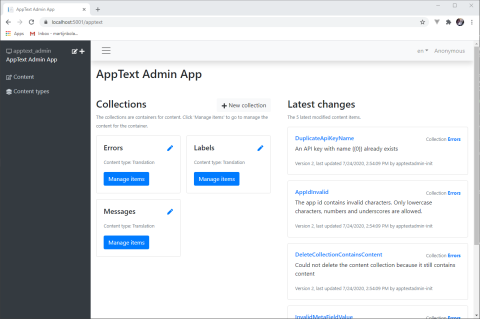 AppText Admin App
localhost:5001/apptext
Apps
apptext_admin
AppText Admin App
Content
Content types
en
Anonymous
AppText Admin App
Collections
New collection
The collections are containers for content. Click 'Manage items' to go to manage the content for the container.
Errors
Content type: Translation
Manage items
Labels
Content type: Translation
Manage items
Messages
Content type: Translation
Manage items
Latest changes
The 5 latest modified content items.
DuplicateApiKeyName
Collection Errors
An API key with name {{0}} already exists
Version 2, last updated 7/24/2020, 2:54:09 PM by apptextadmin-init
AppIdInvalid
Collection Errors
The app id contains invalid characters. Only lowercase
characters, numbers and underscores are allowed.
Version 2, last updated 7/24/2020, 2:54:09 PM by apptextadmin-init
DeleteCollectionContainsContent
Collection Errors
Could not delete the content collection because it still contains
content
Version 2, last updated 7/24/2020, 2:54:09 PM by apptextadmin-init
InvalidMetaFieldValue
Collection Errors